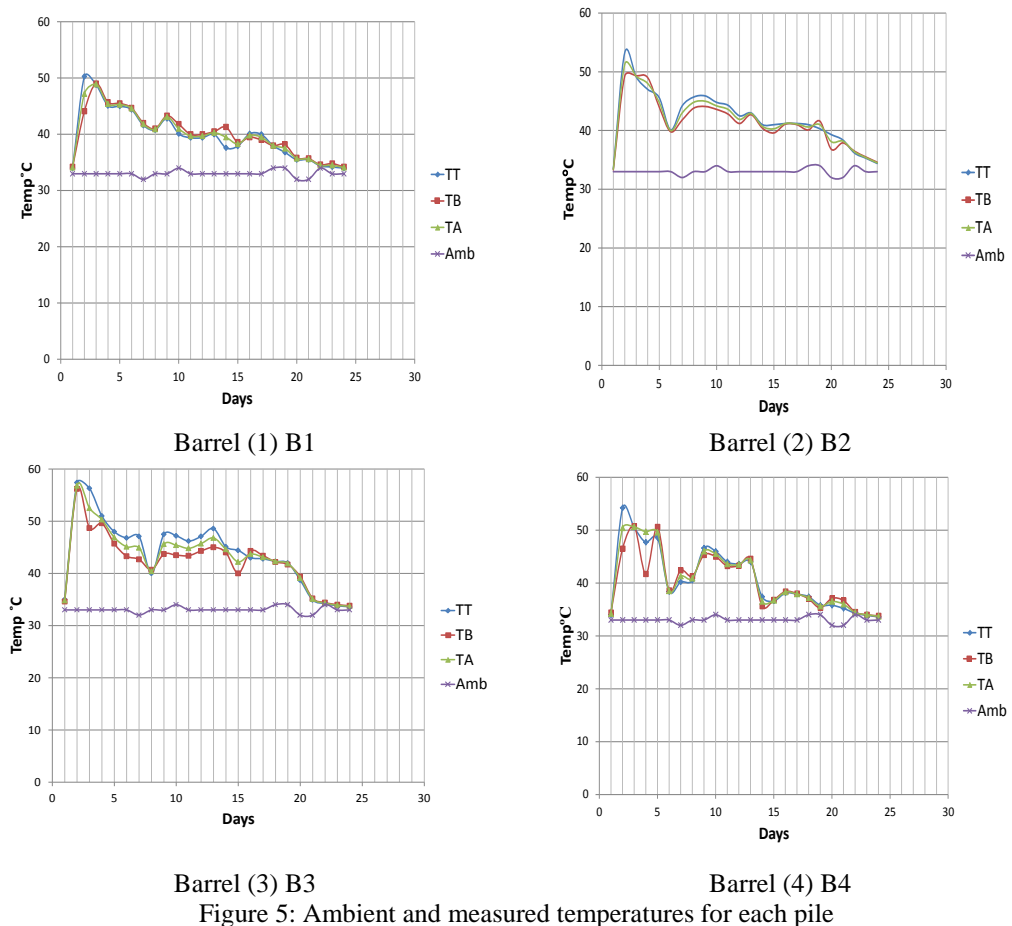 60
50
40
30
20
10
0
0 5 10 15 20 25 30
Temp˚C
Days
TT
TB
TA
Amb
Barrel (1) B1
60
50
40
30
20
10
0
0 5 10 15 20 25 30
Temp°C
Days
TT
TB
TA
Amb
Barrel (2) B2
60
50
40
30
20
10
0
0 5 10 15 20 25 30
Temp ˚C
Days
TT
TB
TA
Amb
Barrel (3) B3
60
50
40
30
20
10
0
0 5 10 15 20 25 30
Tempº C
Days
TT
TB
TA
Amb
Barrel (4) B4
Figure 5: Ambient and measured temperatures for each pile